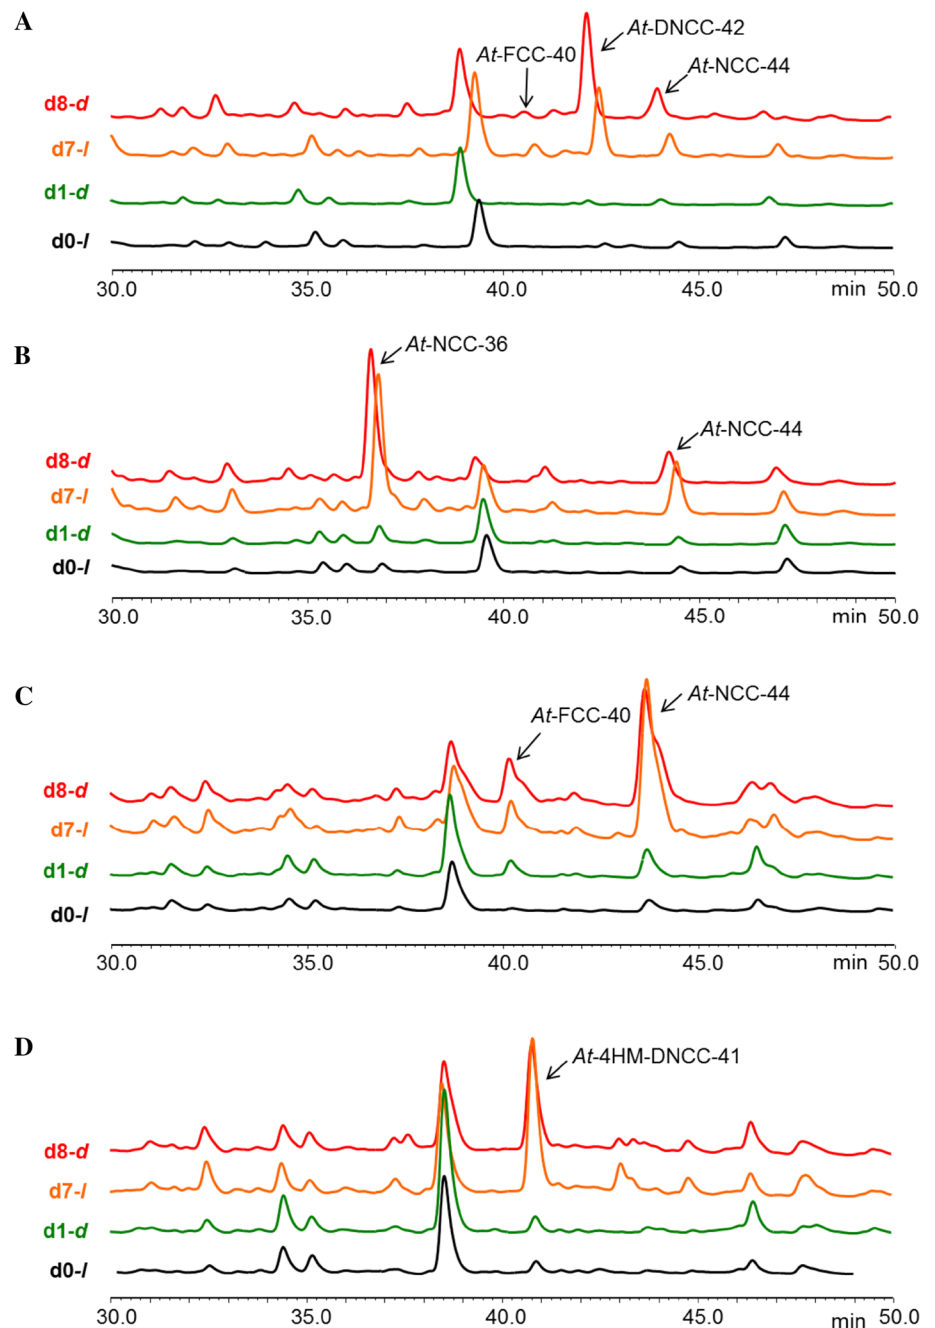 A
At-DNCC-42
At-FCC-40
At-NCC-44
d8-d
d7-l
d1-d
d0-l
30.0 35.0 40.0 45.0 min 50.0
B
At-NCC-36
At-NCC-44
d8-d
d7-l
d1-d
d0-l
30.0 35.0 40.0 45.0 min 50.0
C
At-NCC-44
At-FCC-40
d8-d
d7-l
d1-d
d0-l
30.0 35.0 40.0 45.0 min 50.0
D
At-4HM-DNCC-41
d8-d
d7-l
d1-d
d0-l
30.0 35.0 40.0 45.0 min 50.0